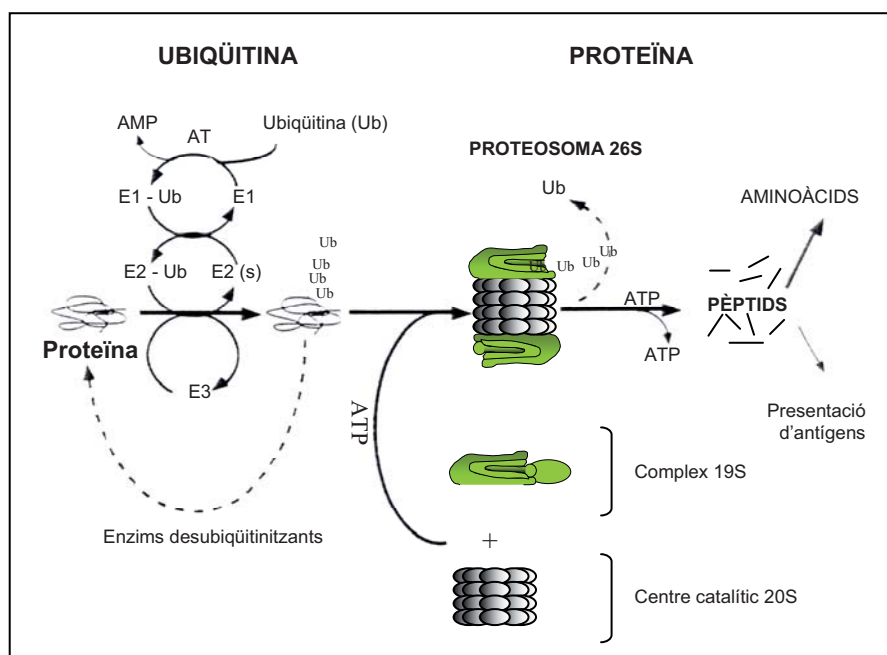 UBIQÜITINA
PROTEÏNA
AMP
AT
Ubiqüitina (Ub)
E1 - Ub
E1
E2 - Ub
E2 (s)
Ub
Ub
Ub
Ub
Proteïna
E3
Enzims desubiqüitinitzants
ATP
PROTEOSOMA 26S
Ub
Ub
Ub
Ub
Ub
ATP
ATP
PÈPTIDS
AMINOÀCIDS
Presentació
d'antígens
Complex 19S
+
Centre catalític 20S